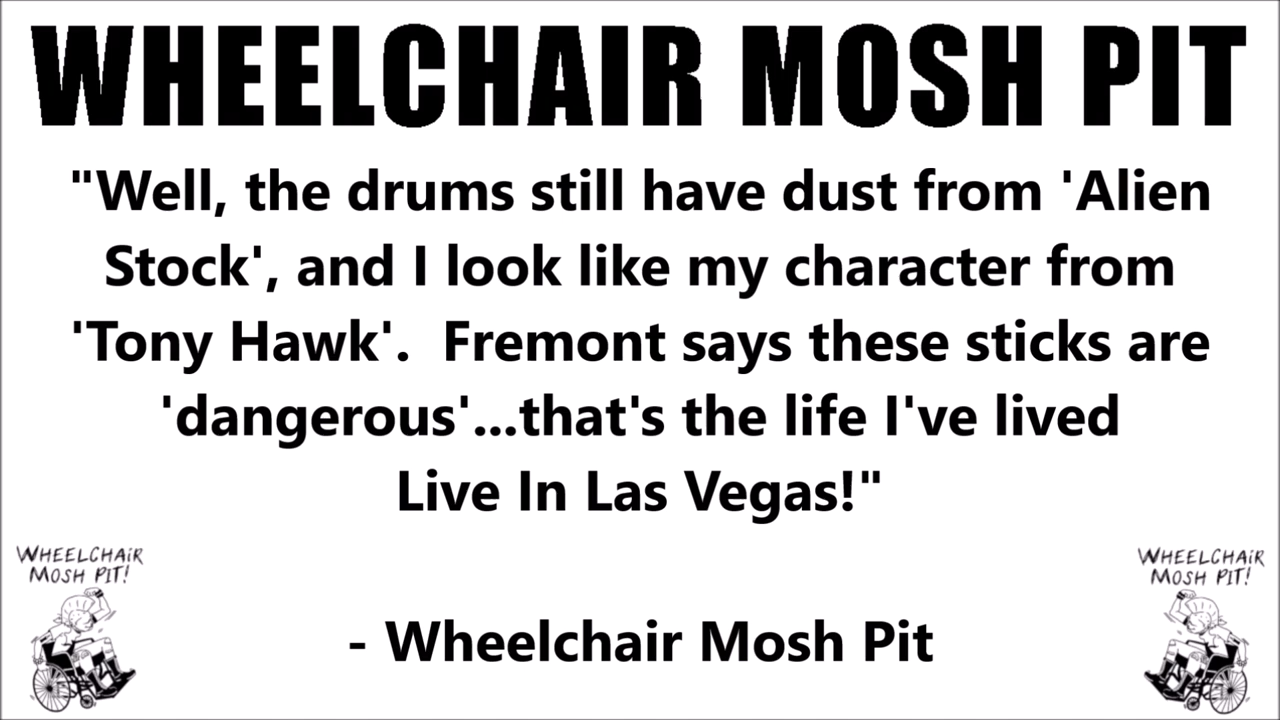 WHEELCHAIR MOSH PIT
"Well, the drums still have dust from 'Alien
Stock', and I look like my character from
'Tony Hawk'.  Fremont says these sticks are
'dangerous'...that's the life I've lived
Live In Las Vegas!"
WHEELCHAiR
MOSH PiT!
WHEELCHAiR
MOSH PiT!
- Wheelchair Mosh Pit